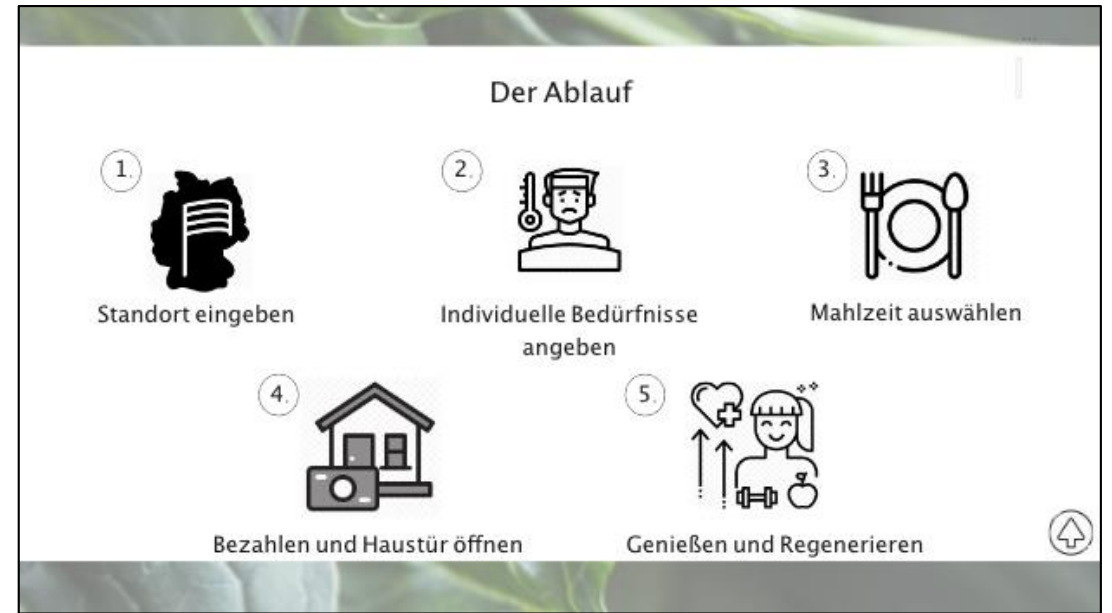 Der Ablauf
1.
Standort eingeben
2.
Individuelle Bedürfnisse
angeben
3.
Mahlzeit auswählen
4.
Bezahlen und Haustür öffnen
5.
Genießen und Regenerieren